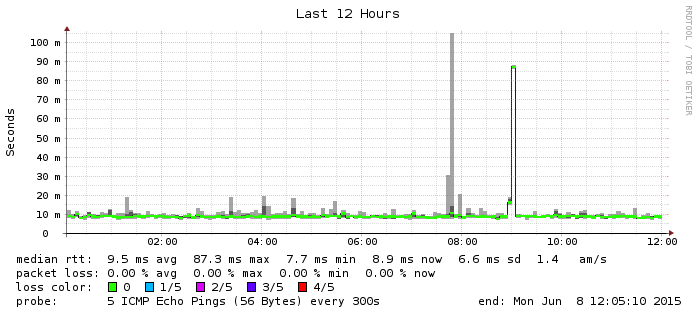 Last 12 Hours
RRDTOOL / TOBI OETIKER
Seconds
100 m
90 m
80 m
70 m
60 m
50 m
40 m
30 m
20 m
10 m
0
02:00 04:00 06:00 08:00 10:00 12:00
median rtt: 9.5 ms avg 87.3 ms max 7.7 ms min 8.9 ms now 6.6 ms sd 1.4 am/s
packet loss: 0.00 % avg 0.00 % max 0.00 % min 0.00 % now
loss color: 0 1/5 2/5 3/5 4/5
probe: 5 ICMP Echo Pings (56 Bytes) every 300s end: Mon Jun 8 12:05:10 2015